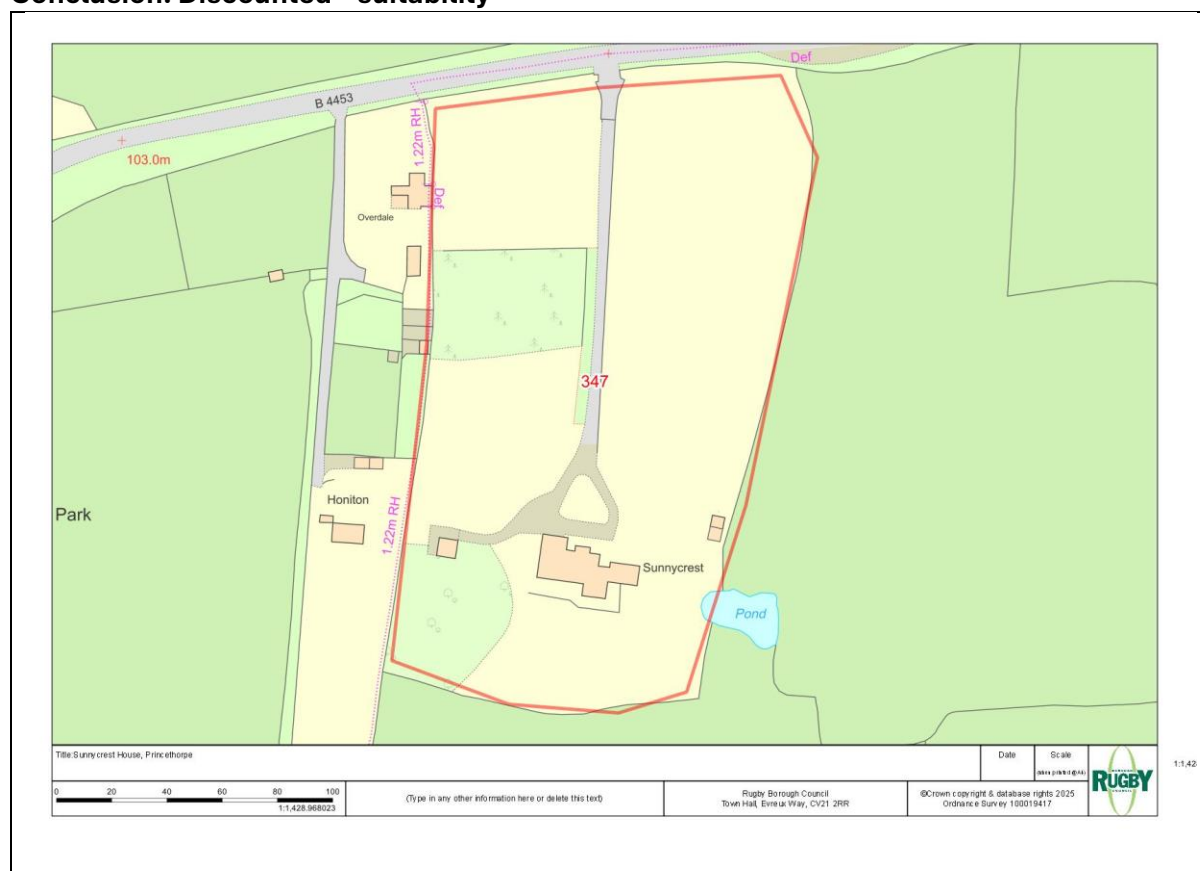 Conclusion: Discounted - suitability
Def
B 4453
1.22m RH
103.0m
Def
Overdale
347
Honiton
Park
1.22m RH
Sunnycrest
Pond
Title:Sunnycrest House, Princethorpe
Date
Scale
0 20 40 60 80 100
1:1,428.968023
(Type in any other information here or delete this text)
Rugby Borough Council
Town Hall, Evreux Way, CV21 2RR
©Crown copyright & database rights 2025
Ordnance Survey 100019417
RUGBY
1:1,42